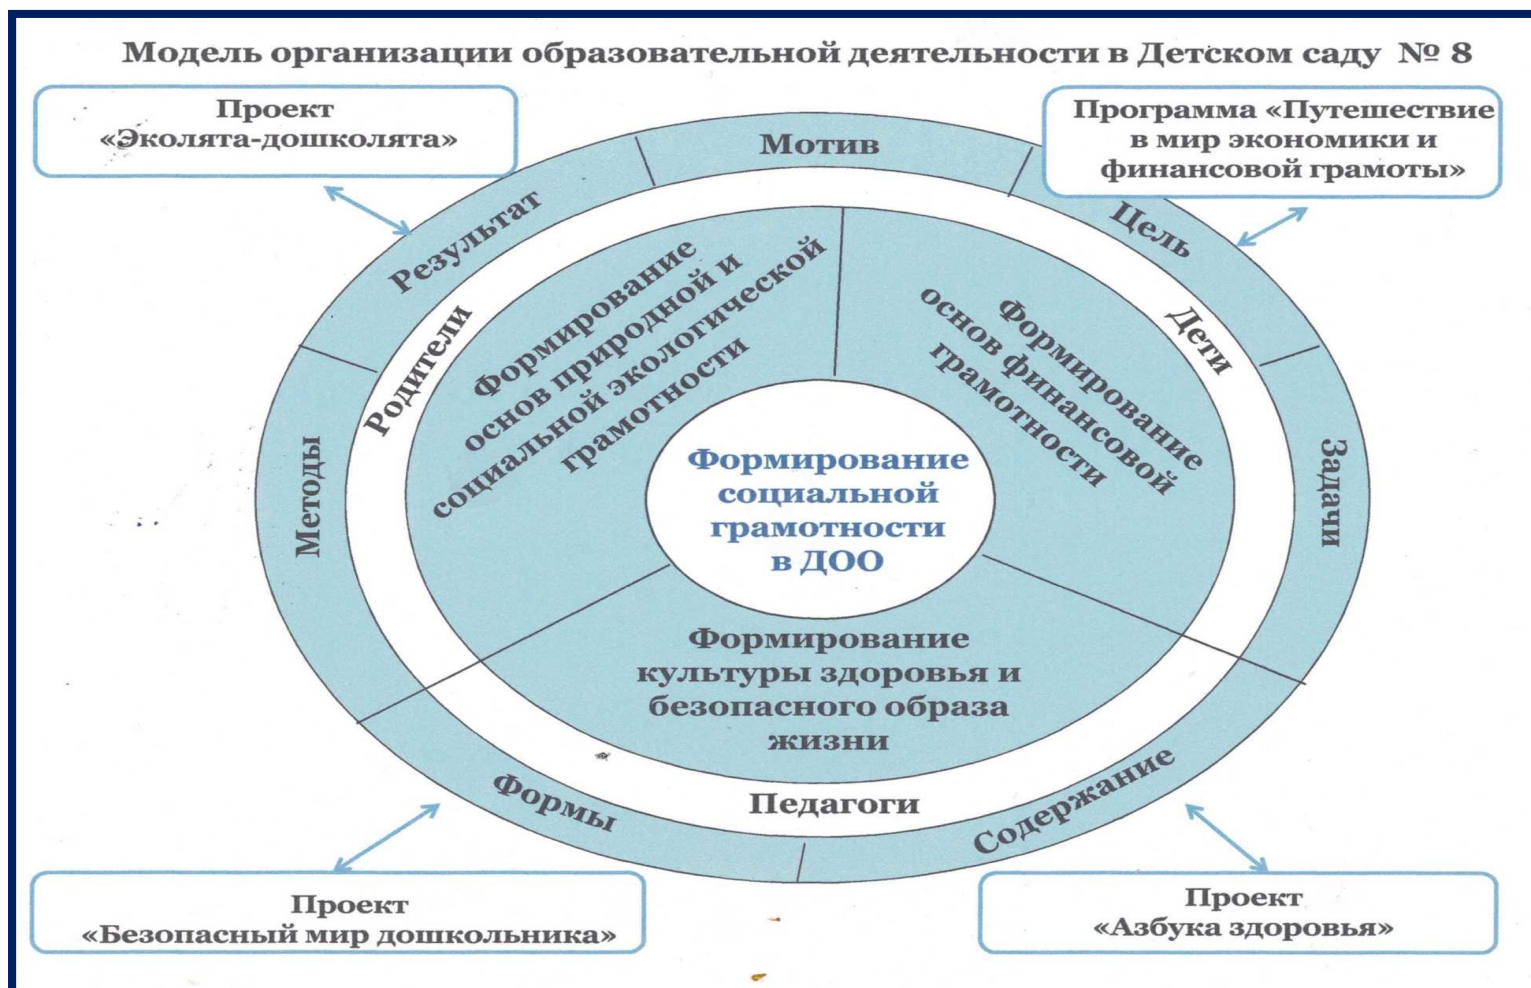 Модель организации образовательной деятельности в Детском саду № 8
Проект
«Эколята-дошколята»
Программа «Путешествие
в мир экономики и
финансовой грамоты»
Мотив
Результат
Цель
Родители
Дети
Формирование
основ природной и
социальной экологической
грамотности
Формирование
основ финансовой
грамотности
Методы
Задачи
Формирование
социальной
грамотности
в ДОО
Формирование
культуры здоровья и
безопасного образа
жизни
Формы
Педагоги
Содержание
Проект
«Безопасный мир дошкольника»
Проект
«Азбука здоровья»